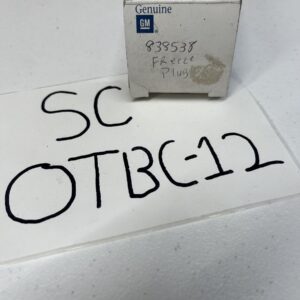 Genuine
GM
838538
Freeze
Plug
SC
OTBC-12